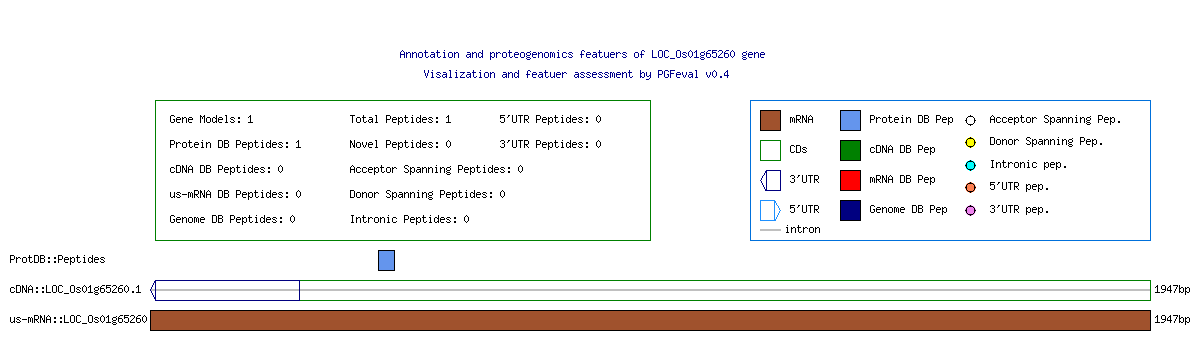 Annotation and proteogenomics featuers of LOC_Os01g65260 gene
Visalization and featuer assessment by PGFeval v0.4
Gene Models: 1 Total Peptides: 1 5'UTR Peptides: 0
Protein DB Peptides: 1 Novel Peptides: 0 3'UTR Peptides: 0
cDNA DB Peptides: 0 Acceptor Spanning Peptides: 0
us-mRNA DB Peptides: 0 Donor Spanning Peptides: 0
Genome DB Peptides: 0 Intronic Peptides: 0
mRNA Protein DB Pep Acceptor Spanning Pep.
CDs cDNA DB Pep Donor Spanning Pep.
3'UTR mRNA DB Pep Intronic pep.
5'UTR Genome DB Pep 5'UTR pep.
intron 3'UTR pep.
ProtDB::Peptides
cDNA::LOC_Os01g65260.1 1947bp
us-mRNA::LOC_Os01g65260 1947bp